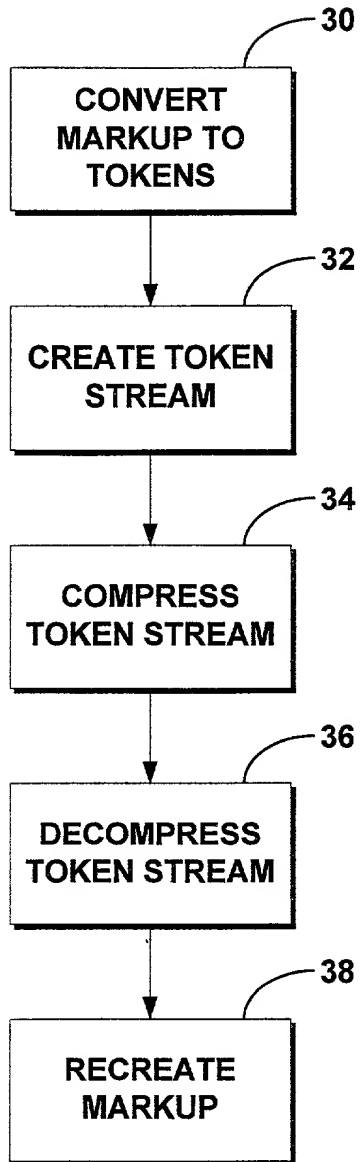 30
CONVERT
MARKUP TO
TOKENS
32
CREATE TOKEN
STREAM
34
COMPRESS
TOKEN STREAM
36
DECOMPRESS
TOKEN STREAM
38
RECREATE
MARKUP